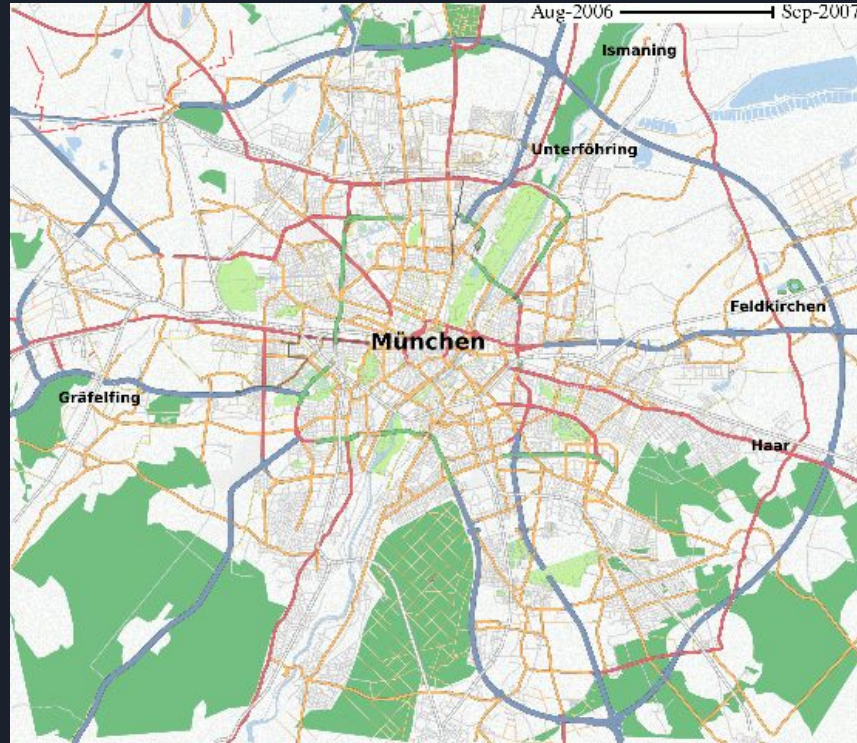 Aug-2006 Sep-2007
Ismaning
Unterföhring
Feldkirchen
München
Gräfelfing
Haar